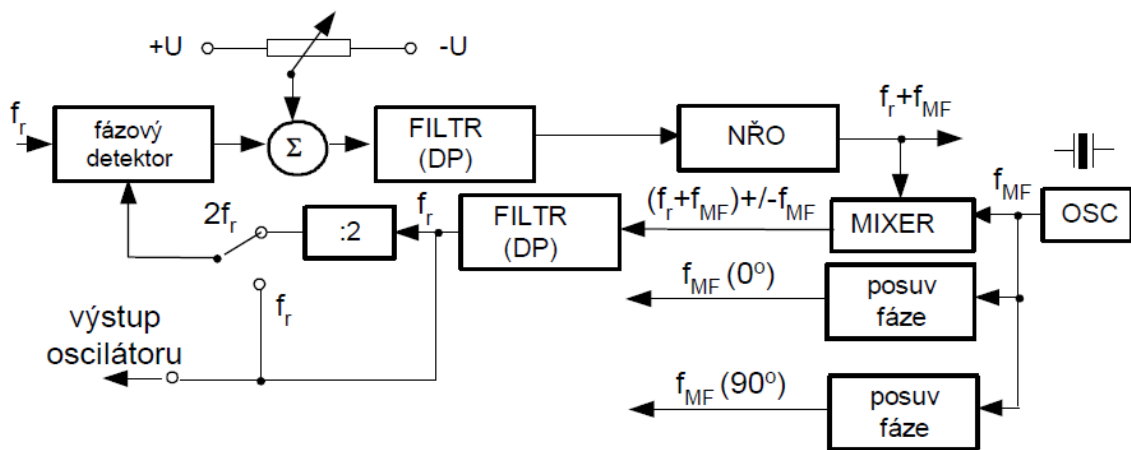 +U
-U
f_r
fázový
detektor
Σ
FILTR
(DP)
NŘO
f_r+f_MF
2f_r
:2
f_r
FILTR
(DP)
(f_r+f_MF)+/-f_MF
MIXER
f_MF
OSC
f_r
výstup
oscilátoru
f_MF (0°)
posuv
fáze
f_MF (90°)
posuv
fáze